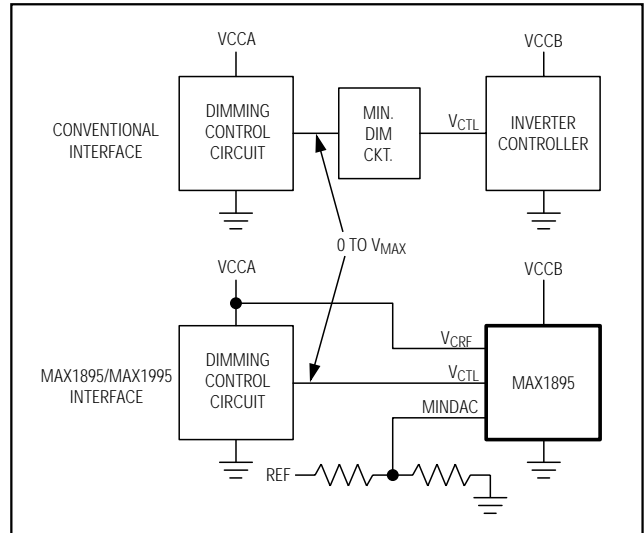 VCCA
VCCB
CONVENTIONAL
INTERFACE
DIMMING
CONTROL
CIRCUIT
MIN.
DIM
CKT.
VCTL
INVERTER
CONTROLLER
0 TO VMAX
VCCA
VCCB
MAX1895/MAX1995
INTERFACE
DIMMING
CONTROL
CIRCUIT
VCRF
VCTL
MINDAC
MAX1895
REF